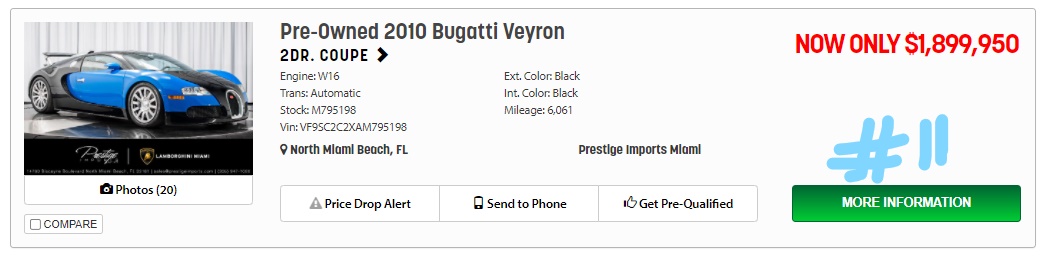 Pre-Owned 2010 Bugatti Veyron
2DR. COUPE
NOW ONLY $1,899,950
Engine: W16
Ext. Color: Black
Trans: Automatic
Int. Color: Black
Stock: M795198
Mileage: 6,061
Vin: VF9SC2C2XAM795198
North Miami Beach, FL
Prestige Imports Miami
#11
Prestige
IMPORTS
LAMBORGHINI MIAMI
Photos (20)
Price Drop Alert
Send to Phone
Get Pre-Qualified
MORE INFORMATION
COMPARE